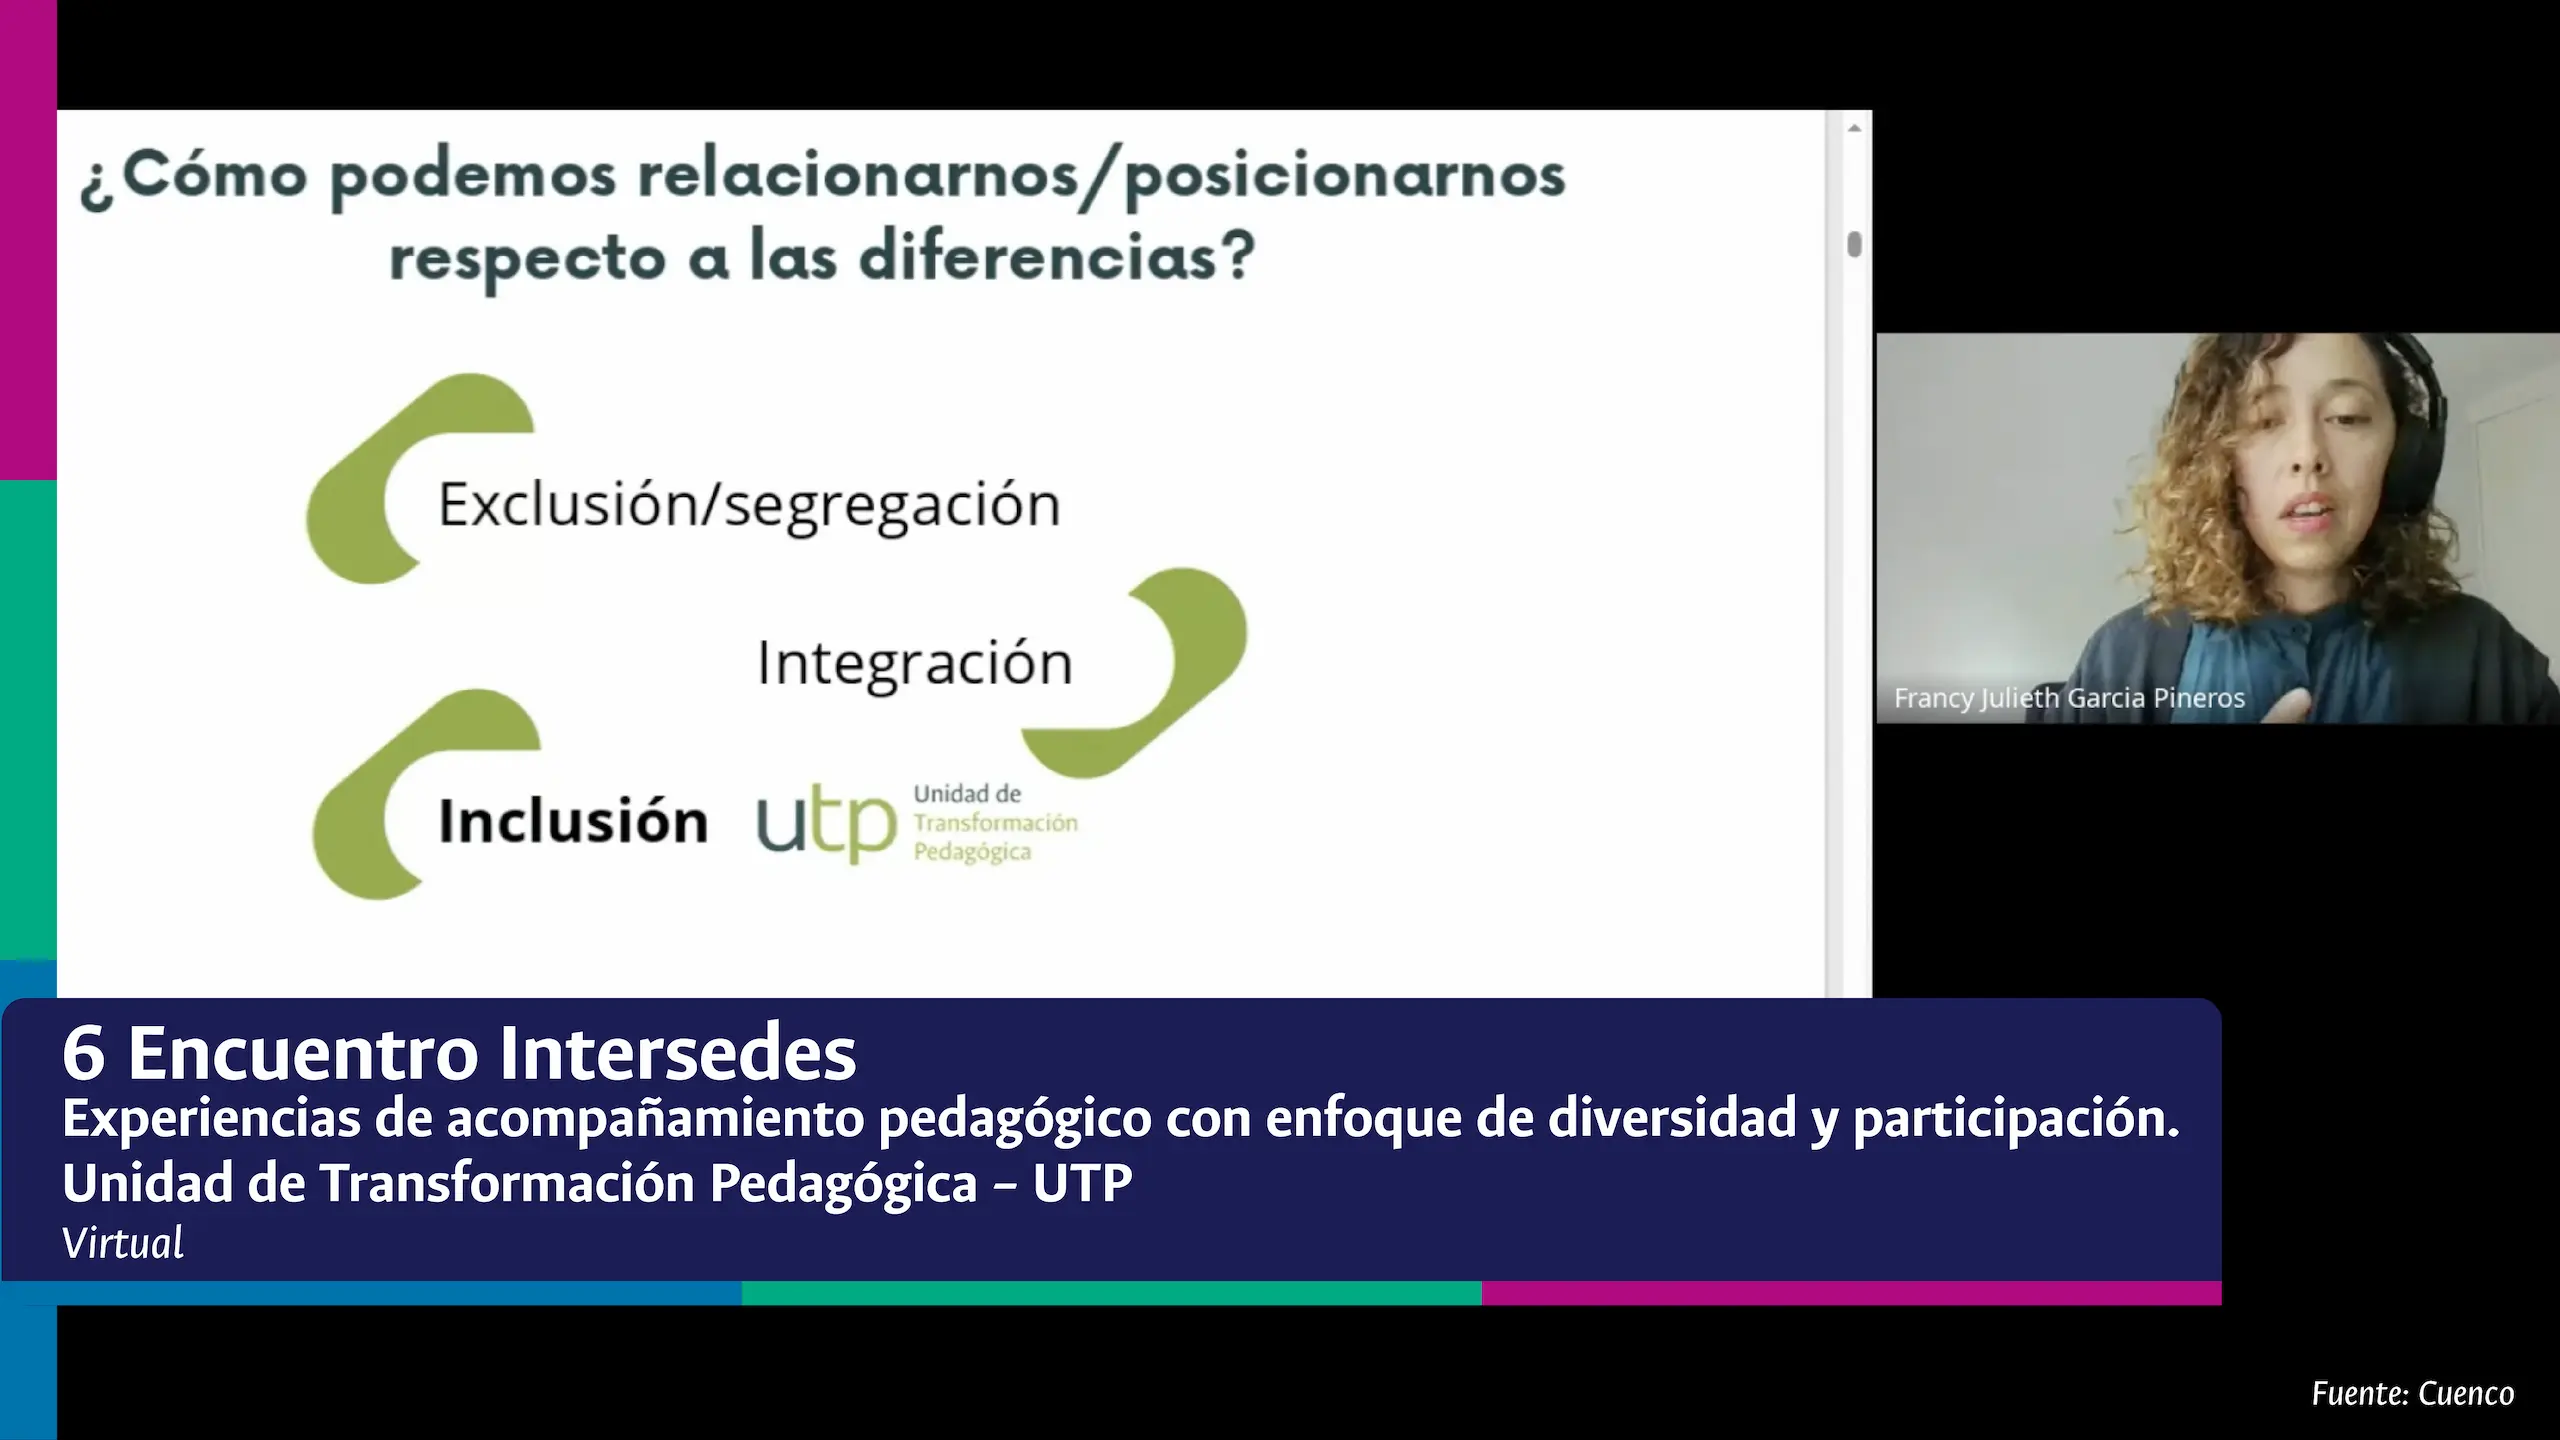 ¿Cómo podemos relacionarnos/posicionarnos
respecto a las diferencias?
Exclusión/segregación
Integración
Inclusión
utp
Unidad de
Transformación
Pedagógica
Francy Julieth Garcia Pineros
6 Encuentro Intersedes
Experiencias de acompañamiento pedagógico con enfoque de diversidad y participación.
Unidad de Transformación Pedagógica – UTP
Virtual
Fuente: Cuenco